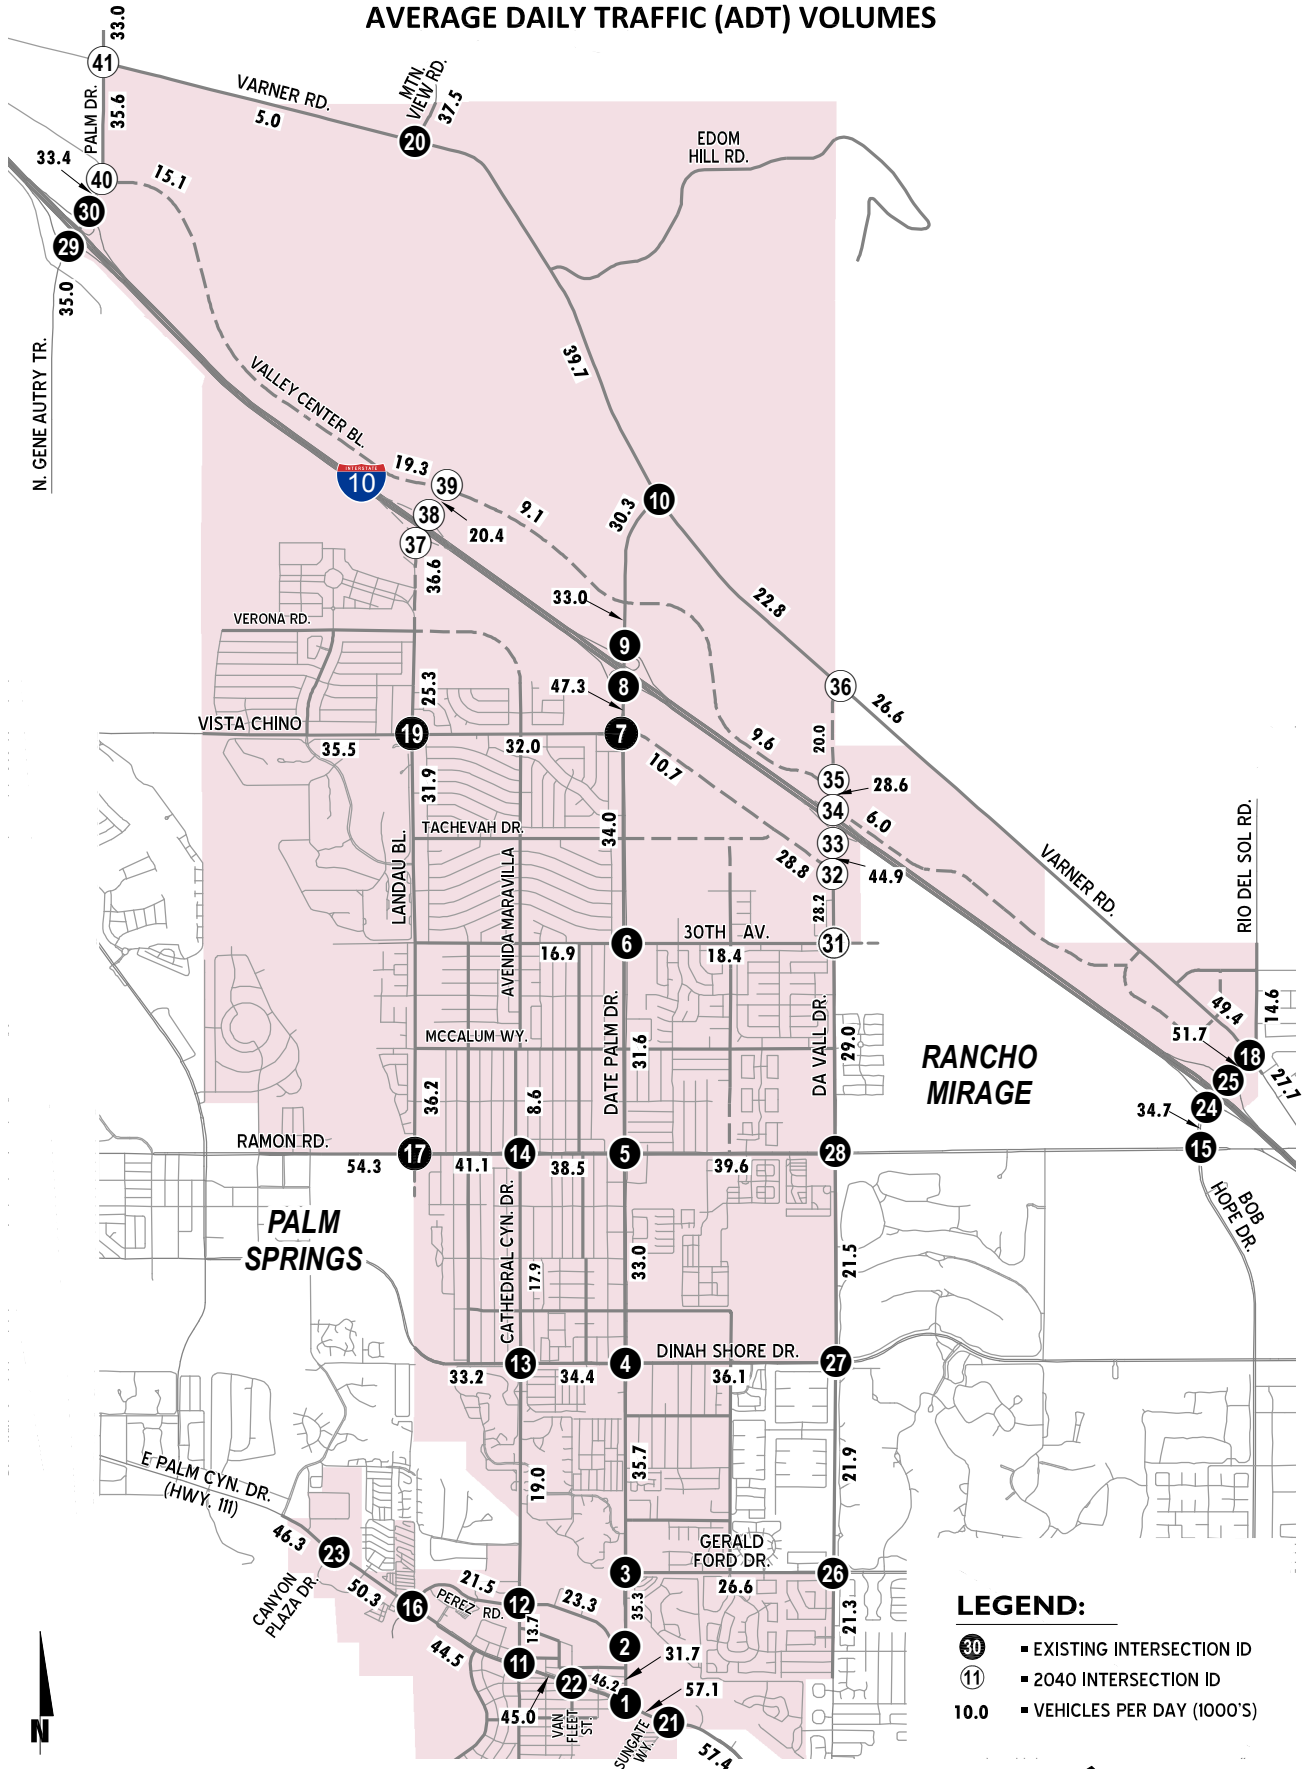 AVERAGE DAILY TRAFFIC (ADT) VOLUMES
33.0
41
PALM DR.
35.6
VARNER RD.
5.0
MTN.
VIEW RD.
37.5
20
EDOM
HILL RD.
33.4
40
15.1
30
29
35.0
N. GENE AUTRY TR.
39.7
VALLEY CENTER BL.
INTERSTATE
10
19.3
39
9.1
30.3
10
38
20.4
37
36.6
33.0
22.8
VERONA RD.
9
25.3
47.3
8
36
26.6
VISTA CHINO
19
7
35.5
32.0
10.7
9.6
20.0
31.9
35
28.6
34
6.0
TACHEVAH DR.
34.0
33
28.8
32
44.9
LANDAU BL.
AVENIDA MARAVILLA
28.2
VARNER RD.
RIO DEL SOL RD.
30TH AV.
6
31
16.9
18.4
DATE PALM DR.
DA VALL DR.
49.4
14.6
MCCALUM WY.
31.6
29.0
RANCHO
MIRAGE
51.7
18
25
27.7
36.2
8.6
24
34.7
RAMON RD.
17
14
5
28
15
54.3
41.1
38.5
39.6
PALM
SPRINGS
CATHEDRAL CYN. DR.
BOB
HOPE DR.
33.0
21.5
17.9
DINAH SHORE DR.
13
4
27
33.2
34.4
36.1
E PALM CYN. DR.
(HWY. 111)
19.0
35.7
21.9
46.3
23
GERALD
FORD DR.
3
26
26.6
CANYON
PLAZA DR.
50.3
16
21.5
PEREZ RD.
12
23.3
35.3
21.3
13.7
2
44.5
11
31.7
22
46.2
1
57.1
45.0
VAN
FLEET
ST.
SUNGATE
WY.
21
57.4
N
LEGEND:
30 = EXISTING INTERSECTION ID
11 = 2040 INTERSECTION ID
10.0 = VEHICLES PER DAY (1000'S)